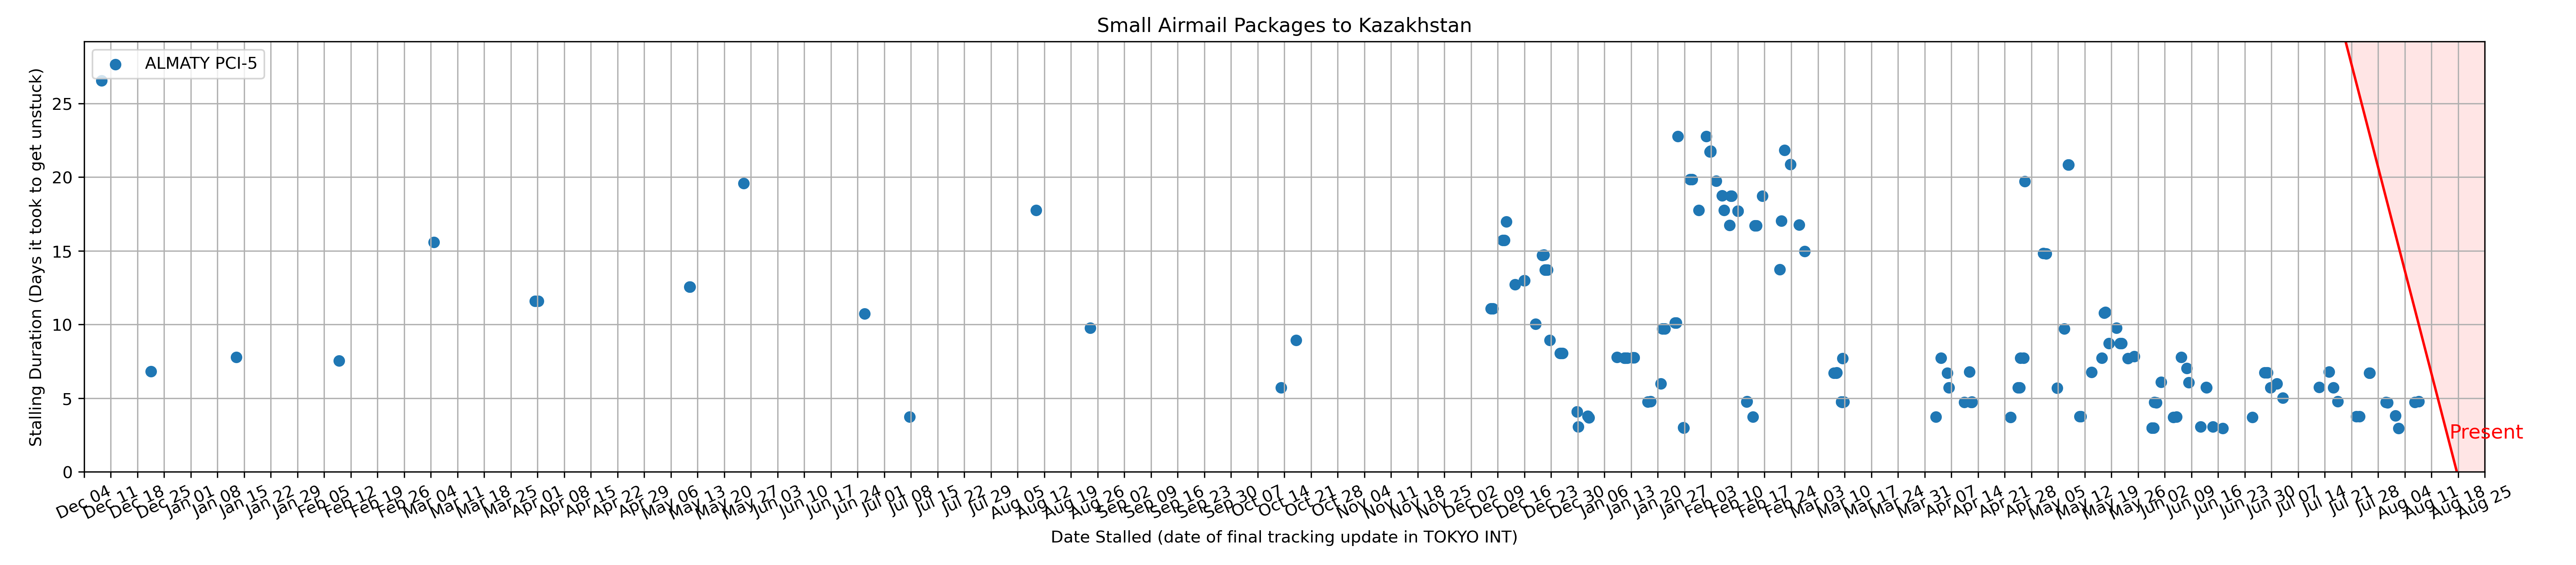 Small Airmail Packages to Kazakhstan
ALMATY PCI-5
Stalling Duration (Days it took to get unstuck)
25
20
15
10
5
0
Present
Dec 04
Dec 11
Dec 18
Dec 25
Jan 01
Jan 08
Jan 15
Jan 22
Jan 29
Feb 05
Feb 12
Feb 19
Feb 26
Mar 04
Mar 11
Mar 18
Mar 25
Apr 01
Apr 08
Apr 15
Apr 22
Apr 29
May 06
May 13
May 20
May 27
Jun 03
Jun 10
Jun 17
Jun 24
Jul 01
Jul 08
Jul 15
Jul 22
Jul 29
Aug 05
Aug 12
Aug 19
Aug 26
Sep 02
Sep 09
Sep 16
Sep 23
Sep 30
Oct 07
Oct 14
Oct 21
Oct 28
Nov 04
Nov 11
Nov 18
Nov 25
Dec 02
Dec 09
Dec 16
Dec 23
Dec 30
Jan 06
Jan 13
Jan 20
Jan 27
Feb 03
Feb 10
Feb 17
Feb 24
Mar 03
Mar 10
Mar 17
Mar 24
Mar 31
Apr 07
Apr 14
Apr 21
Apr 28
May 05
May 12
May 19
May 26
Jun 02
Jun 09
Jun 16
Jun 23
Jun 30
Jul 07
Jul 14
Jul 21
Jul 28
Aug 04
Aug 11
Aug 18
Aug 25
Date Stalled (date of final tracking update in TOKYO INT)